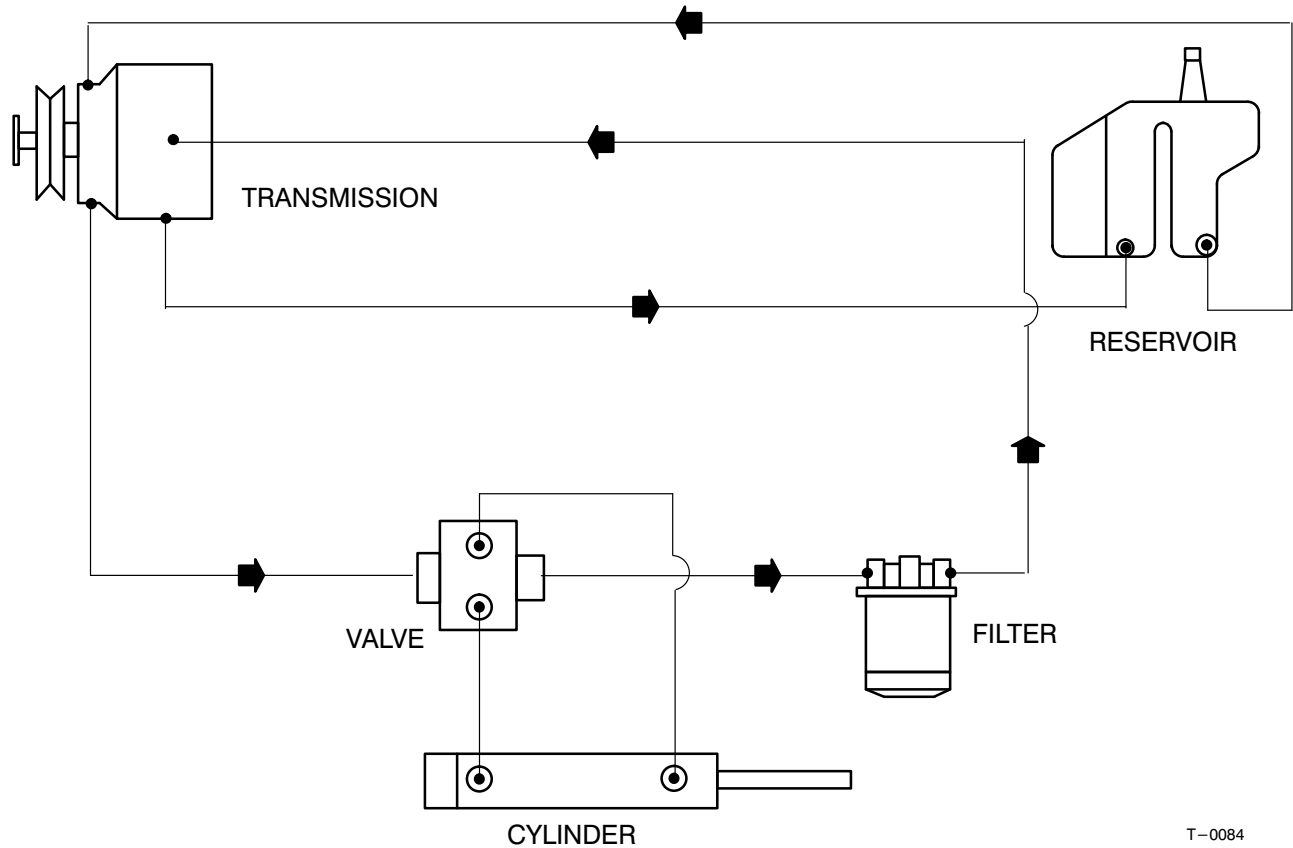 TRANSMISSION
RESERVOIR
VALVE
FILTER
CYLINDER
T−0084